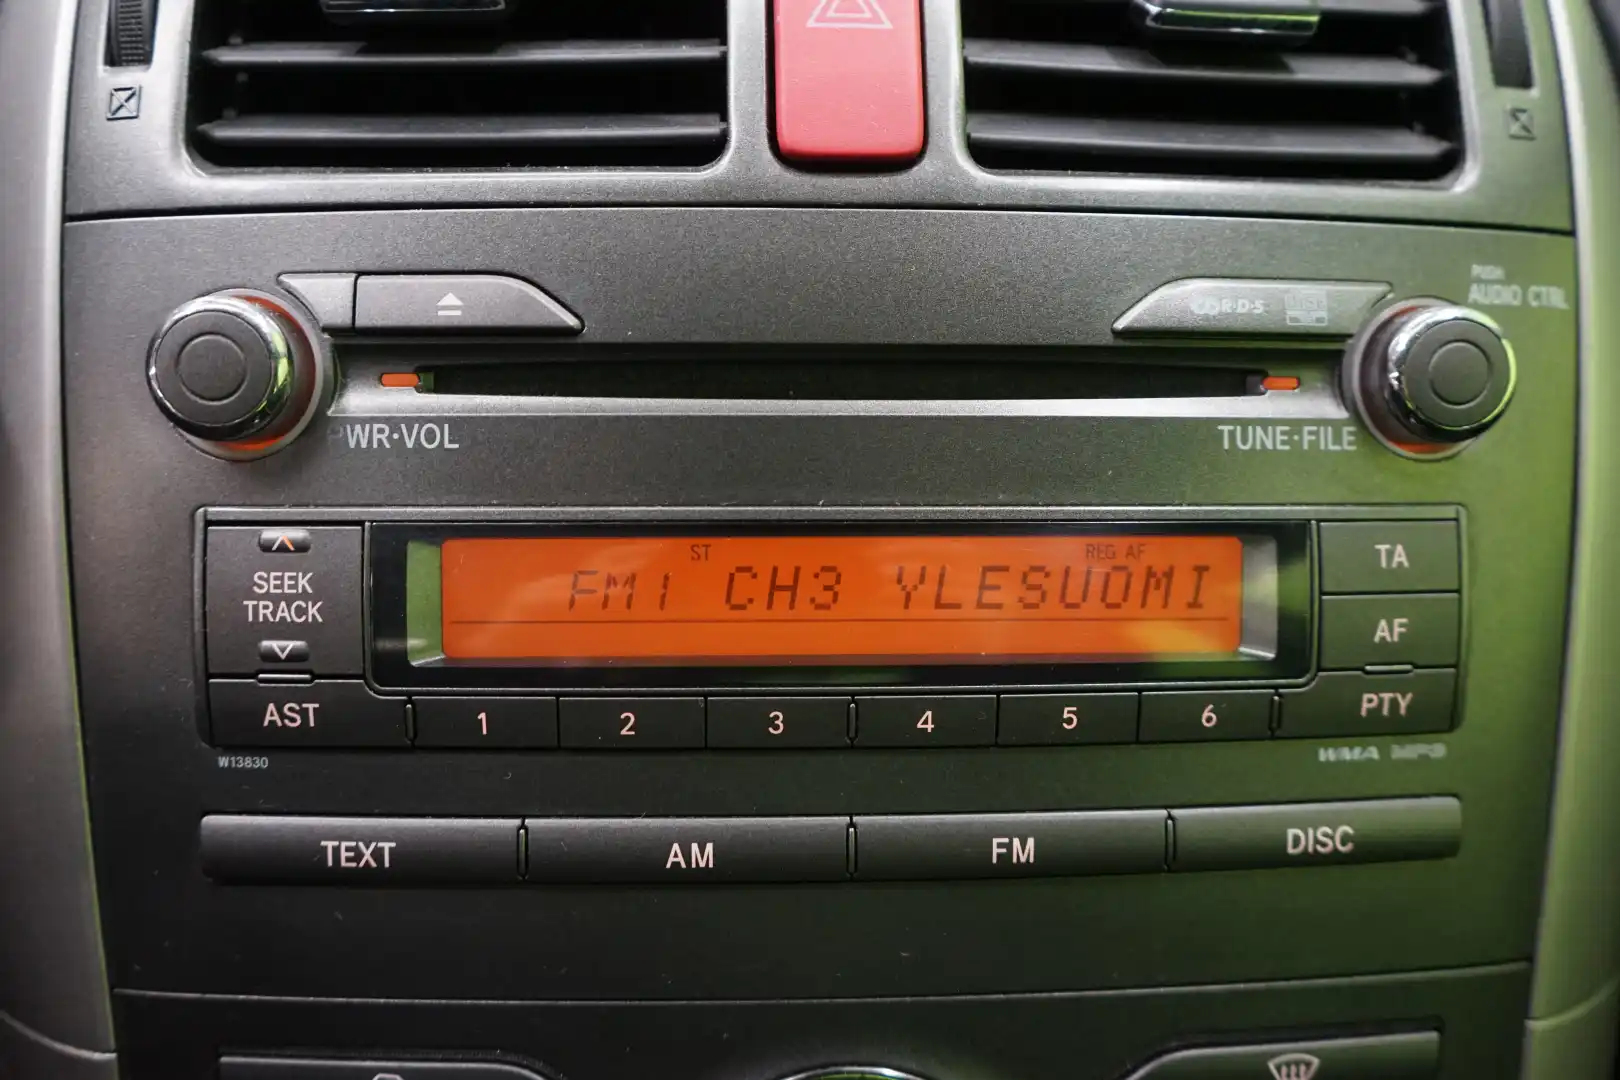 PUSH
AUDIO CTRL
R·D·S
PWR·VOL
TUNE·FILE
ST
REG AF
FM1 CH3 YLESUOMI
SEEK
TRACK
TA
AF
AST
1
2
3
4
5
6
PTY
W13830
WMA MP3
TEXT
AM
FM
DISC